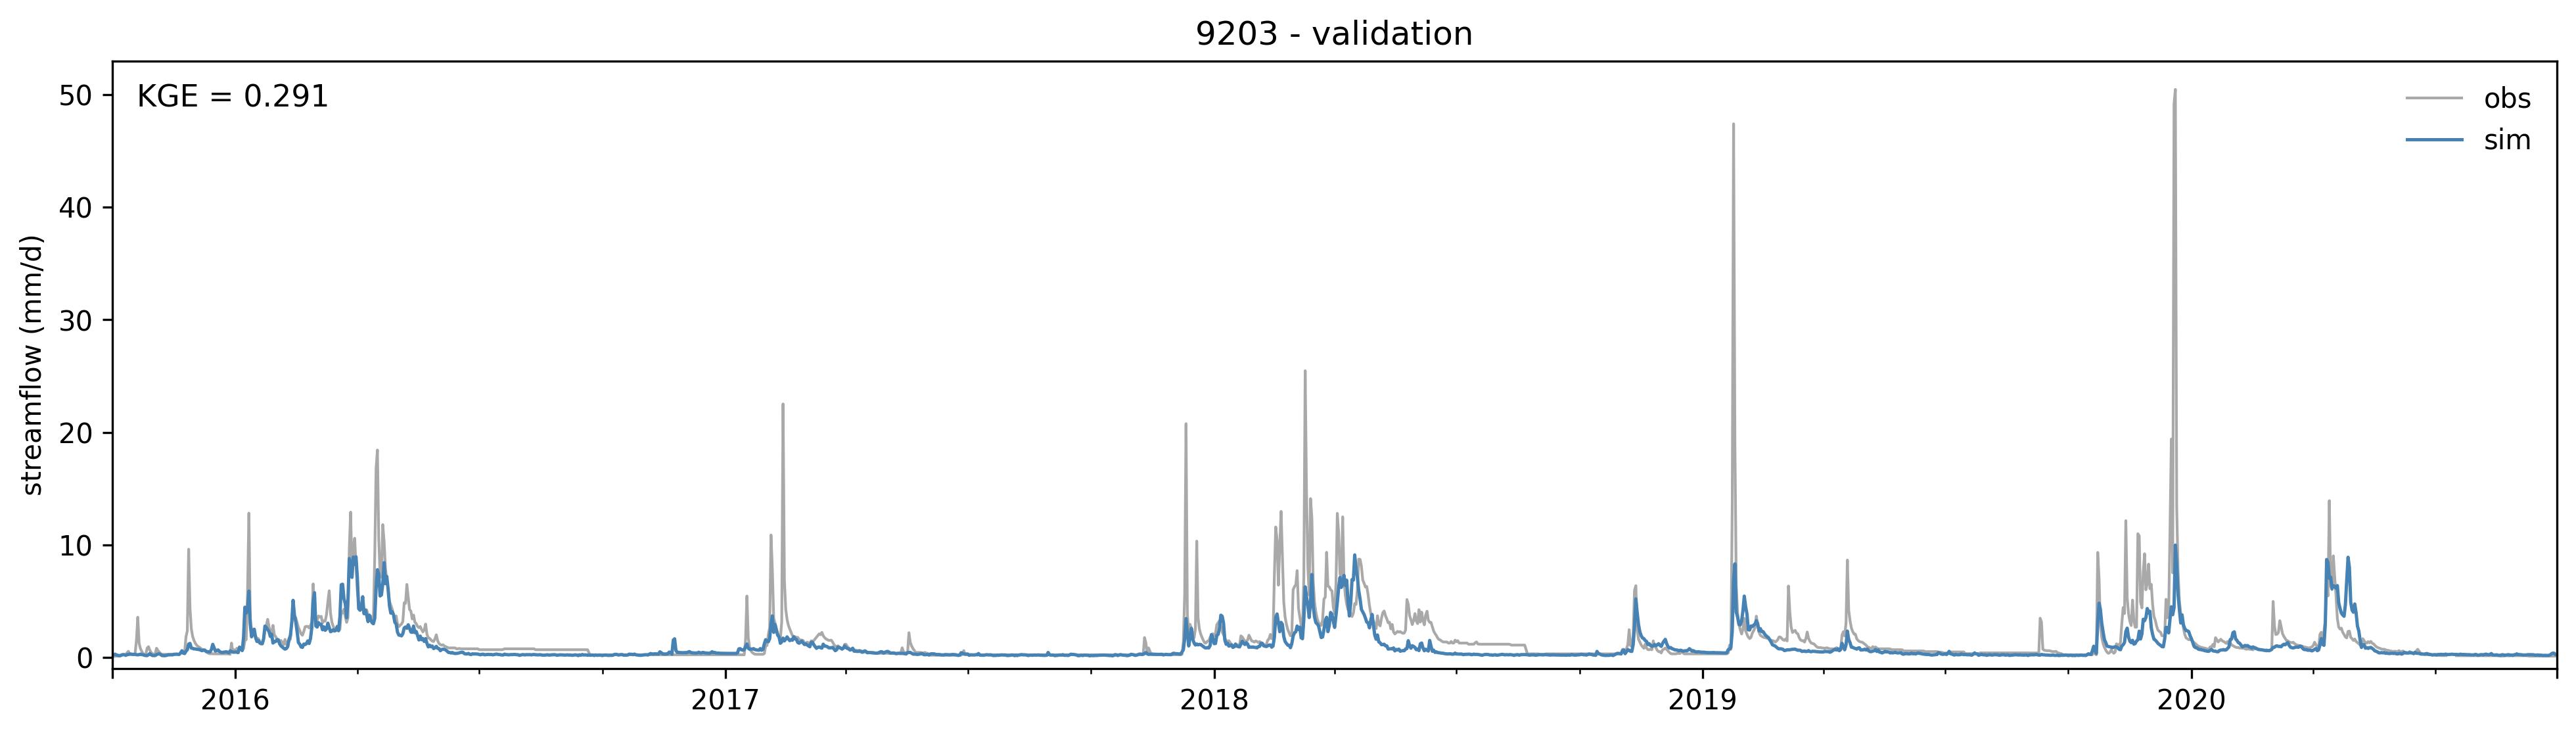 9203 - validation
KGE = 0.291
obs
sim
streamflow (mm/d)
50
40
30
20
10
0
2016
2017
2018
2019
2020